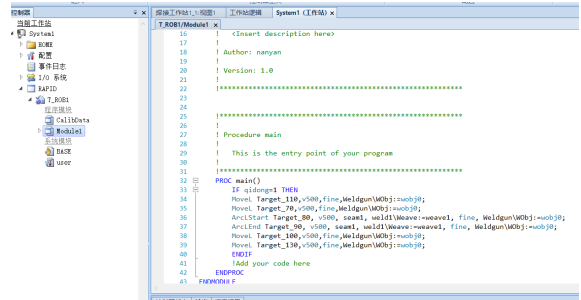 控制器
当前工作站
System1
HOME
配置
事件日志
I/O 系统
RAPID
T_ROB1
程序模块
CalibData
Module1
系统模块
BASE
user
焊接工作站1_1:视图1 工作站逻辑 System1 (工作站) ×
T_ROB1/Module1 ×
16 ! <Insert description here>
17 !
18 ! Author: nanyan
19 !
20 ! Version: 1.0
21 !
22 !***********************************************************
23
24
25 !***********************************************************
26 !
27 ! Procedure main
28 !
29 ! This is the entry point of your program
30 !
31 !***********************************************************
32 PROC main()
33 IF qidong=1 THEN
34 MoveL Target_110,v500,fine,Weldgun\WObj:=wobj0;
35 MoveL Target_70,v500,fine,Weldgun\WObj:=wobj0;
36 ArcLStart Target_80, v500, seam1, weld1\Weave:=weave1, fine, Weldgun\WObj:=wobj0;
37 ArcLEnd Target_90, v500, seam1, weld1\Weave:=weave1, fine, Weldgun\WObj:=wobj0;
38 MoveL Target_100,v500,fine,Weldgun\WObj:=wobj0;
39 MoveL Target_130,v500,fine,Weldgun\WObj:=wobj0;
40 ENDIF
41 !Add your code here
42 ENDPROC
43 ENDMODULE